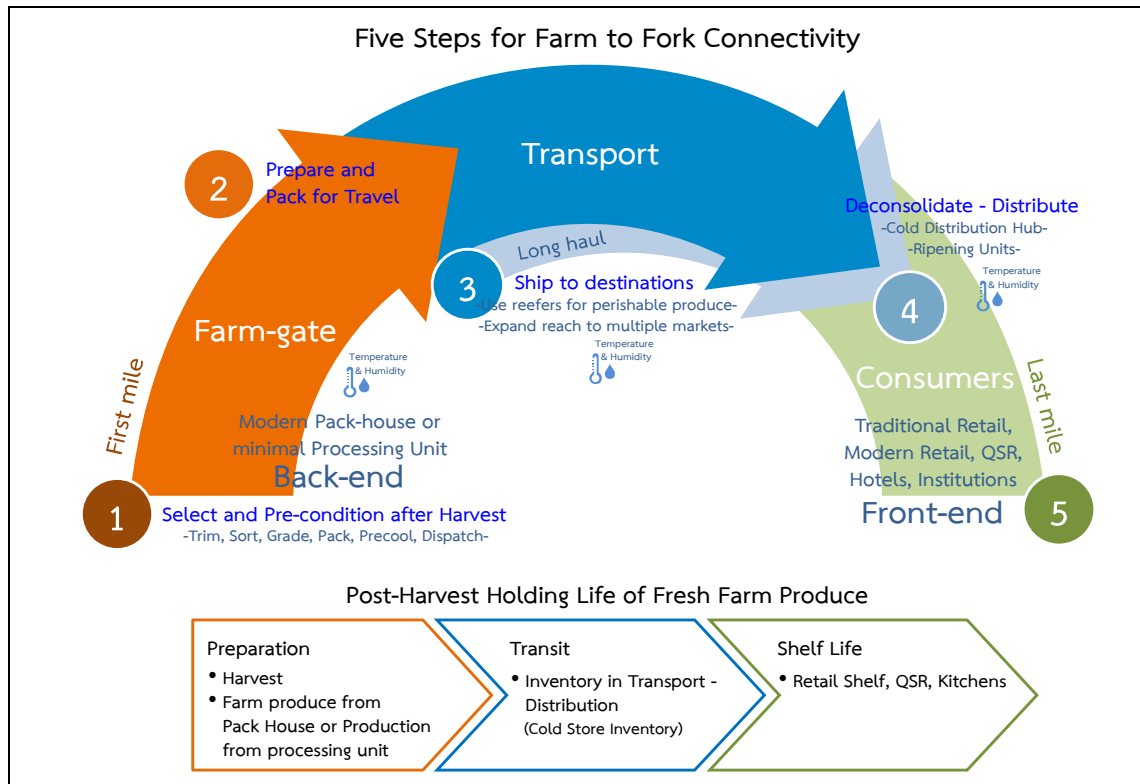 Five Steps for Farm to Fork Connectivity
Transport
2
Prepare and
Pack for Travel
Deconsolidate - Distribute
-Cold Distribution Hub-
-Ripening Units-
Temperature
& Humidity
Long haul
3
Ship to destinations
-Use reefers for perishable produce-
-Expand reach to multiple markets-
Temperature
& Humidity
4
Farm-gate
Temperature
& Humidity
First mile
Modern Pack-house or
minimal Processing Unit
Back-end
1
Select and Pre-condition after Harvest
-Trim, Sort, Grade, Pack, Precool, Dispatch-
Consumers
Last mile
Traditional Retail,
Modern Retail, QSR,
Hotels, Institutions
Front-end
5
Post-Harvest Holding Life of Fresh Farm Produce
Preparation
• Harvest
• Farm produce from
Pack House or Production
from processing unit
Transit
• Inventory in Transport -
Distribution
(Cold Store Inventory)
Shelf Life
• Retail Shelf, QSR, Kitchens